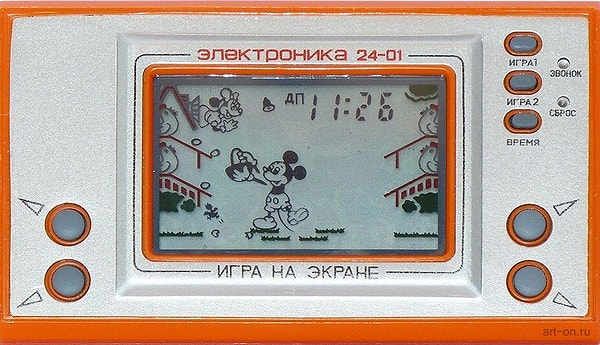 электроника 24-01
ИГРА 1
ЗВОНОК
ИГРА 2
СБРОС
ВРЕМЯ
ДП 11:26
ИГРА НА ЭКРАНЕ
art-on.ru